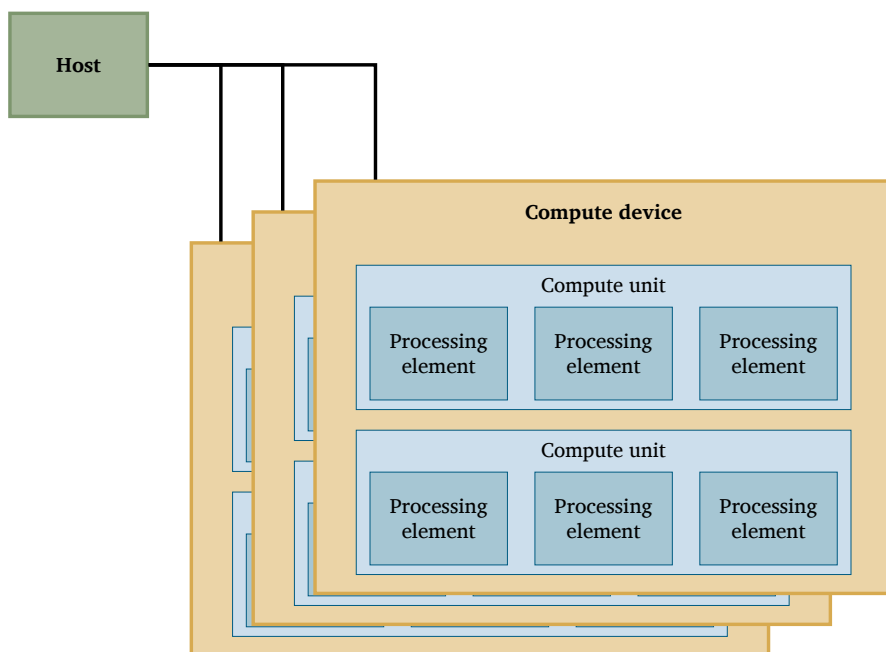 Host
Compute device
Compute unit
Processing element
Processing element
Processing element
Compute unit
Processing element
Processing element
Processing element